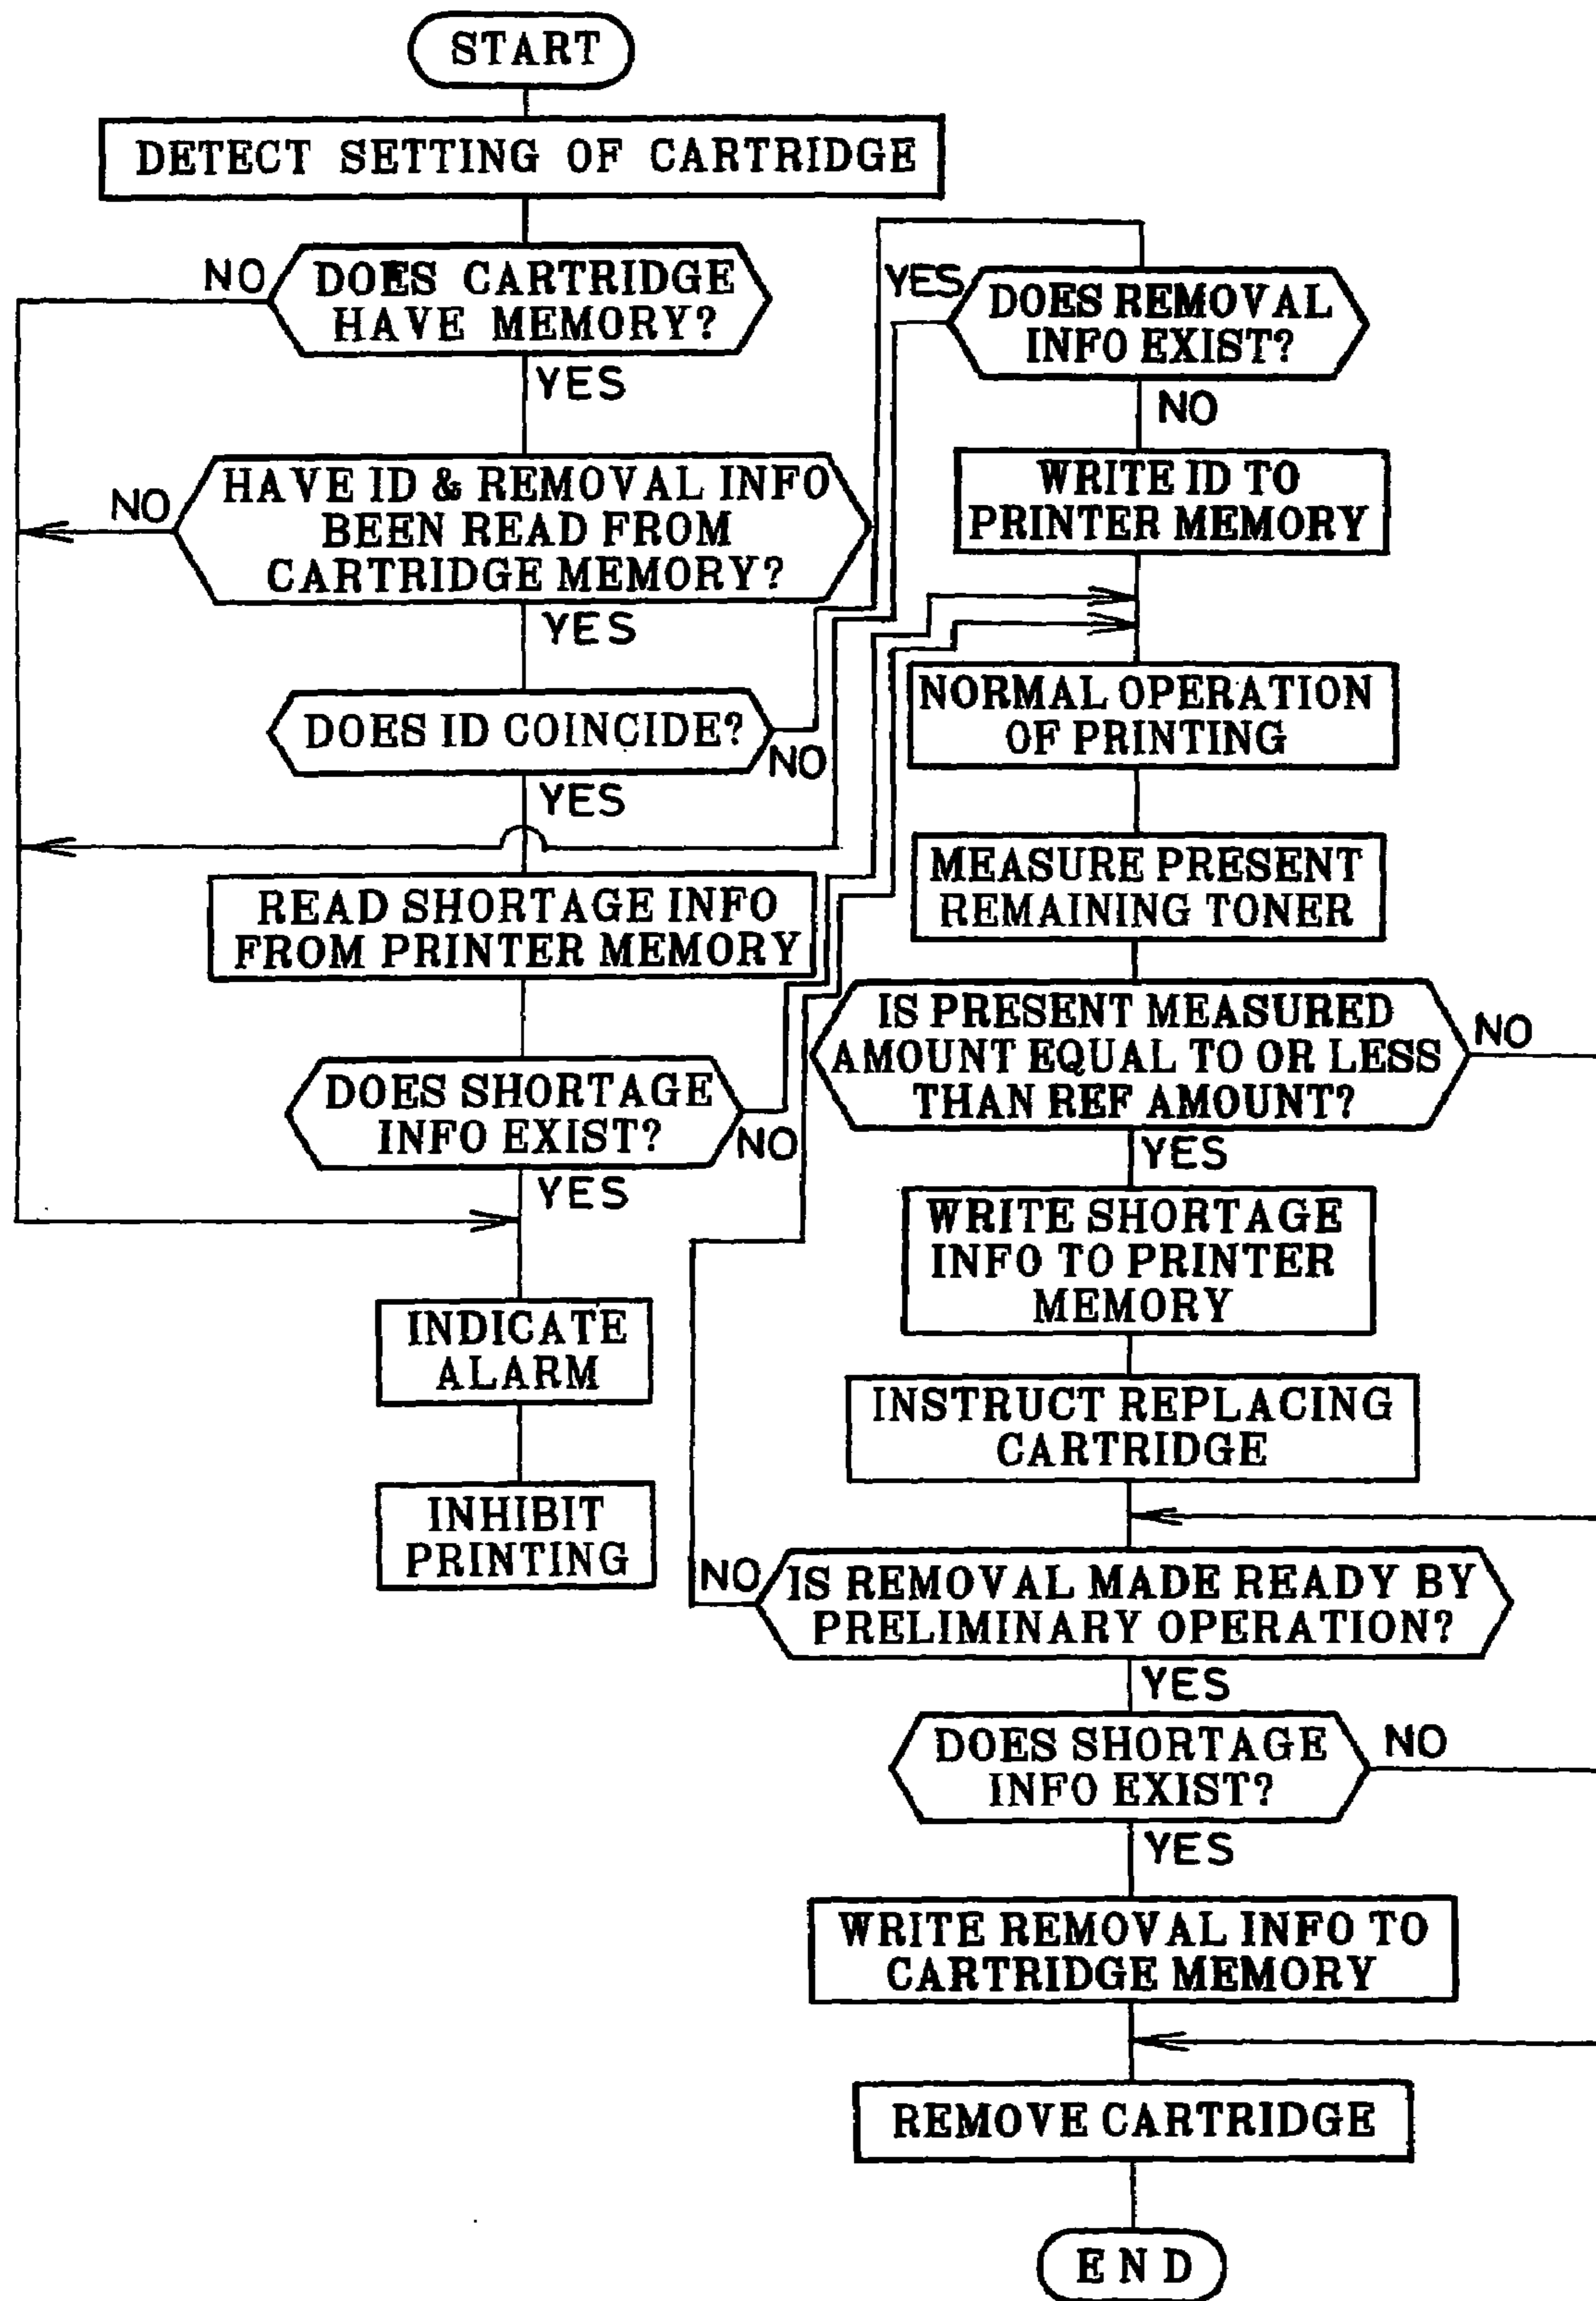 START
DETECT SETTING OF CARTRIDGE
NO
DOES CARTRIDGE
HAVE MEMORY?
YES
NO
HAVE ID & REMOVAL INFO
BEEN READ FROM
CARTRIDGE MEMORY?
YES
DOES ID COINCIDE?
NO
YES
READ SHORTAGE INFO
FROM PRINTER MEMORY
DOES SHORTAGE
INFO EXIST?
NO
YES
INDICATE
ALARM
INHIBIT
PRINTING
YES
DOES REMOVAL
INFO EXIST?
NO
WRITE ID TO
PRINTER MEMORY
NORMAL OPERATION
OF PRINTING
MEASURE PRESENT
REMAINING TONER
IS PRESENT MEASURED
AMOUNT EQUAL TO OR LESS
THAN REF AMOUNT?
NO
YES
WRITE SHORTAGE
INFO TO PRINTER
MEMORY
INSTRUCT REPLACING
CARTRIDGE
NO
IS REMOVAL MADE READY BY
PRELIMINARY OPERATION?
YES
DOES SHORTAGE
INFO EXIST?
NO
YES
WRITE REMOVAL INFO TO
CARTRIDGE MEMORY
REMOVE CARTRIDGE
END